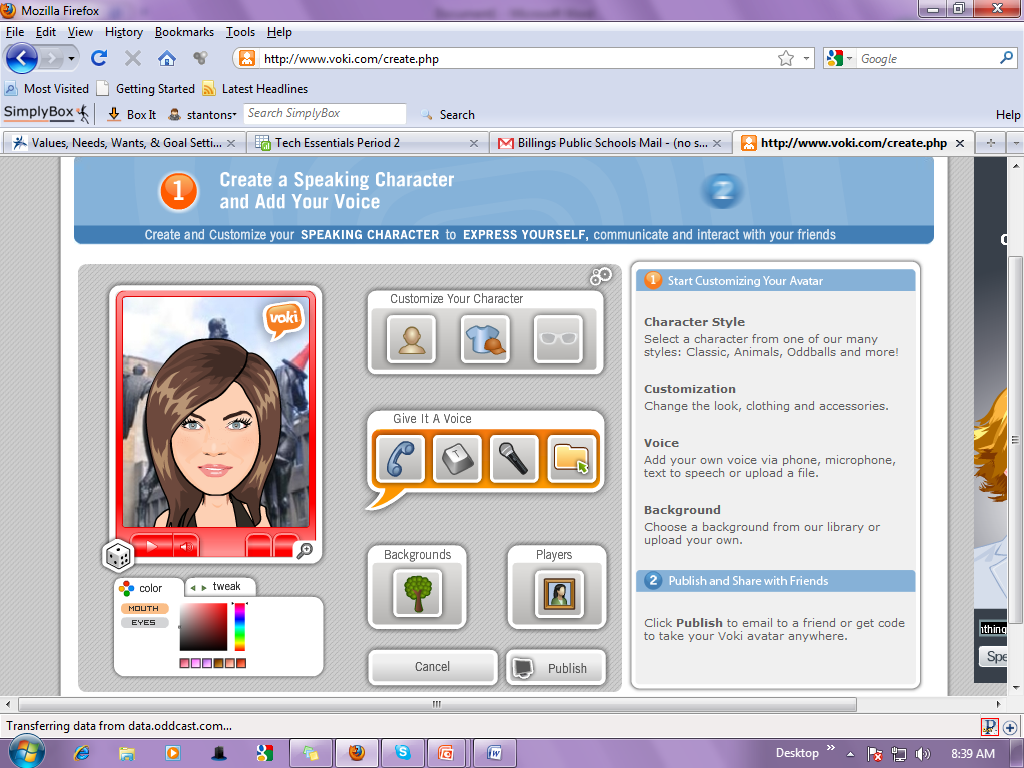 Mozilla Firefox
File Edit View History Bookmarks Tools Help
http://www.voki.com/create.php
Google
Most Visited Getting Started Latest Headlines
SimplyBox Box It stantons Search SimplyBox Search Help
Values, Needs, Wants, & Goal Setti... Tech Essentials Period 2 Billings Public Schools Mail - (no s... http://www.voki.com/create.php
1 Create a Speaking Character
and Add Your Voice
2
Create and Customize your SPEAKING CHARACTER to EXPRESS YOURSELF, communicate and interact with your friends
voki
Customize Your Character
Give It A Voice
T
Backgrounds
Players
color
tweak
MOUTH
EYES
Cancel
Publish
1 Start Customizing Your Avatar
Character Style
Select a character from one of our many
styles: Classic, Animals, Oddballs and more!
Customization
Change the look, clothing and accessories.
Voice
Add your own voice via phone, microphone,
text to speech or upload a file.
Background
Choose a background from our library or
upload your own.
2 Publish and Share with Friends
Click Publish to email to a friend or get code
to take your Voki avatar anywhere.
nthing
Spe
Transferring data from data.oddcast.com...
Desktop
8:39 AM